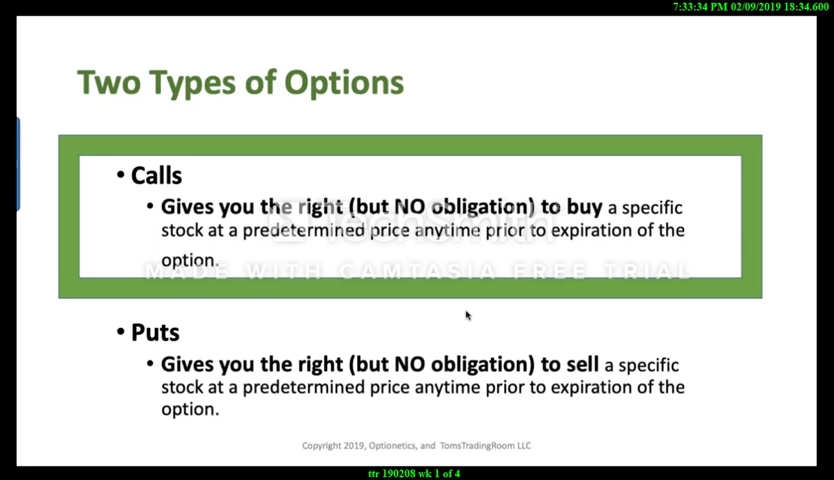 7:33:34 PM 02/09/2019 18:34.600
Two Types of Options
• Calls
• Gives you the right (but NO obligation) to buy a specific
stock at a predetermined price anytime prior to expiration of the
option.
TechSmith
MADE WITH CAMTASIA FREE TRIAL
• Puts
• Gives you the right (but NO obligation) to sell a specific
stock at a predetermined price anytime prior to expiration of the
option.
Copyright 2019, Optionetics, and TomsTradingRoom LLC
ttr 190208 wk 1 of 4